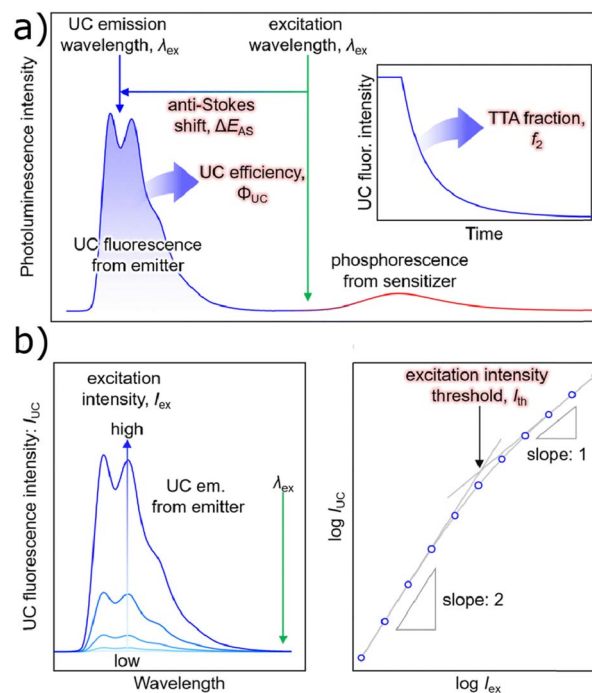 a)
UC emission
wavelength, λex
excitation
wavelength, λex
anti-Stokes
shift, ΔEAS
UC efficiency,
ΦUC
UC fluorescence
from emitter
phosphorescence
from sensitizer
Photoluminescence intensity
UC fluor. intensity
TTA fraction,
f2
Time
b)
UC fluorescence intensity: IUC
excitation
intensity, Iex
high
UC em.
from emitter
λex
low
Wavelength
log IUC
excitation intensity
threshold, Ith
slope: 1
slope: 2
log Iex